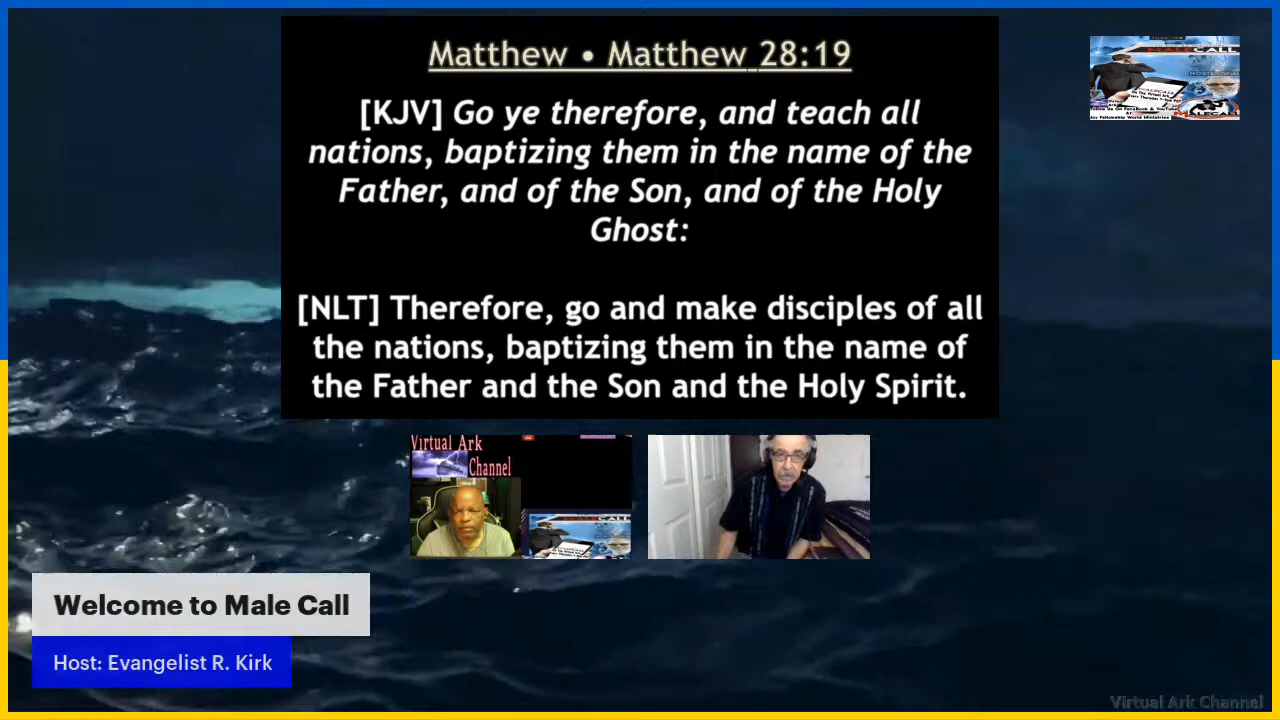 Matthew • Matthew 28:19
[KJV] Go ye therefore, and teach all
nations, baptizing them in the name of the
Father, and of the Son, and of the Holy
Ghost:
[NLT] Therefore, go and make disciples of all
the nations, baptizing them in the name of
the Father and the Son and the Holy Spirit.
MALECALL
Virtual Ark
Channel
Welcome to Male Call
Host: Evangelist R. Kirk
Virtual Ark Channel